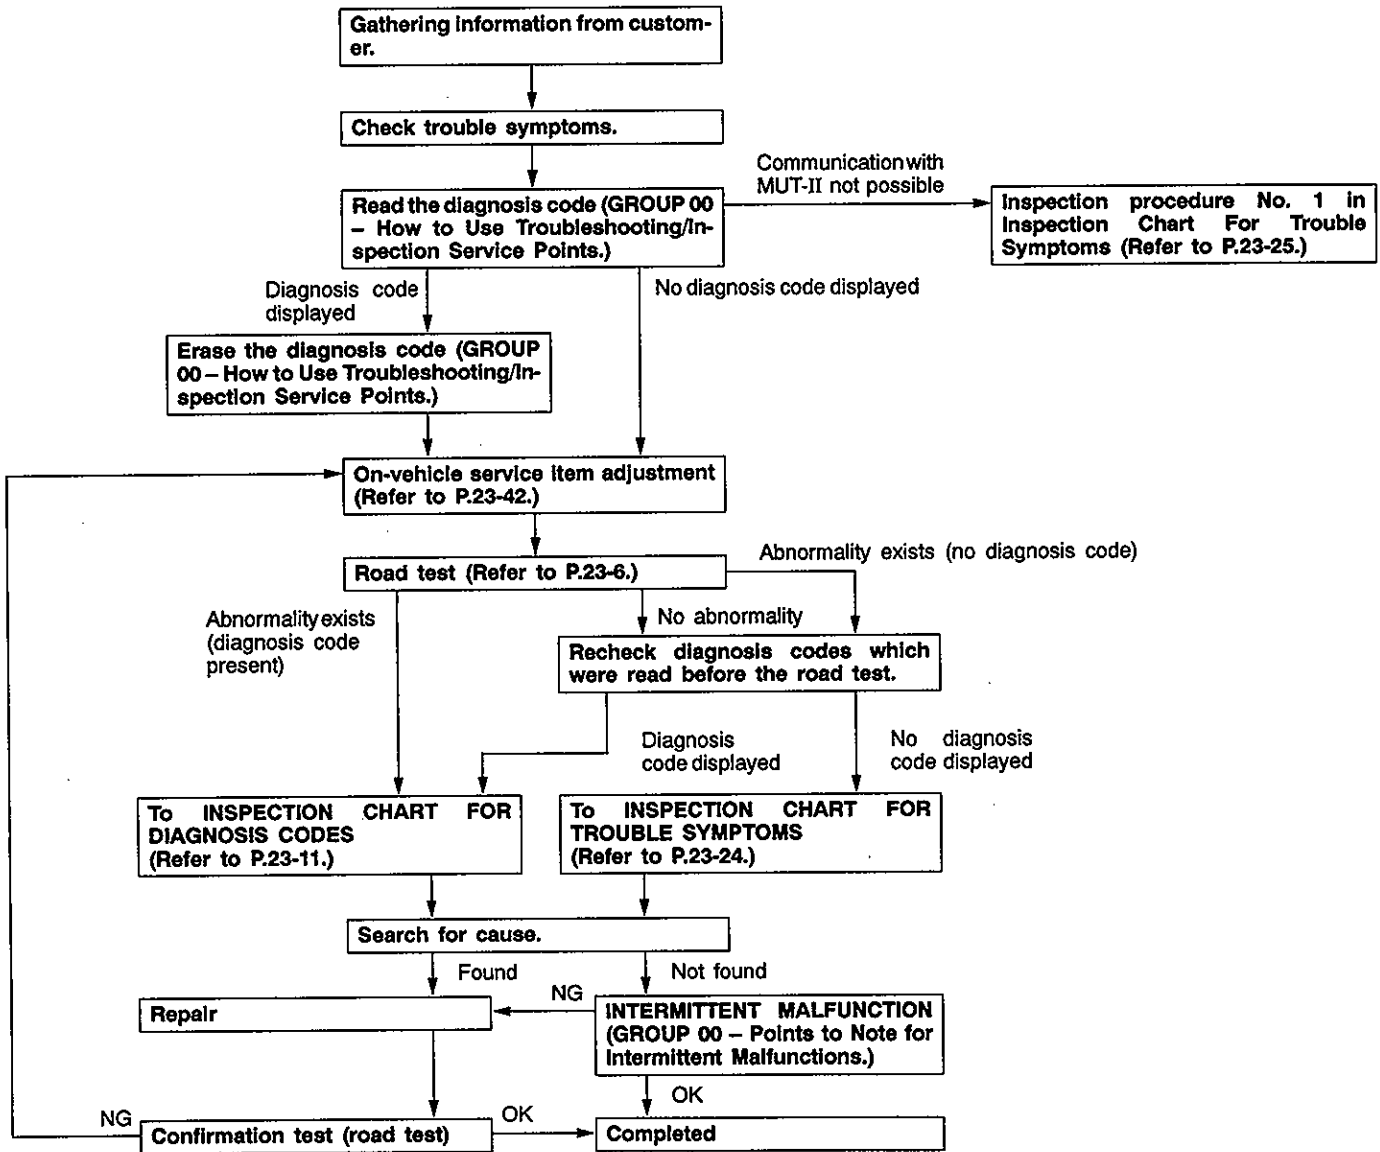 Gathering information from custom-
er.
Check trouble symptoms.
Communication with
MUT-II not possible
Read the diagnosis code (GROUP 00
– How to Use Troubleshooting/In-
spection Service Points.)
Inspection procedure No. 1 in
Inspection Chart For Trouble
Symptoms (Refer to P.23-25.)
Diagnosis code
displayed
No diagnosis code displayed
Erase the diagnosis code (GROUP
00 – How to Use Troubleshooting/In-
spection Service Points.)
On-vehicle service item adjustment
(Refer to P.23-42.)
Road test (Refer to P.23-6.)
Abnormality exists (no diagnosis code)
Abnormality exists
(diagnosis code
present)
No abnormality
Recheck diagnosis codes which
were read before the road test.
Diagnosis
code displayed
No diagnosis
code displayed
To INSPECTION CHART FOR
DIAGNOSIS CODES
(Refer to P.23-11.)
To INSPECTION CHART FOR
TROUBLE SYMPTOMS
(Refer to P.23-24.)
Search for cause.
Found
Not found
Repair
NG
INTERMITTENT MALFUNCTION
(GROUP 00 – Points to Note for
Intermittent Malfunctions.)
OK
NG
Confirmation test (road test)
OK
Completed